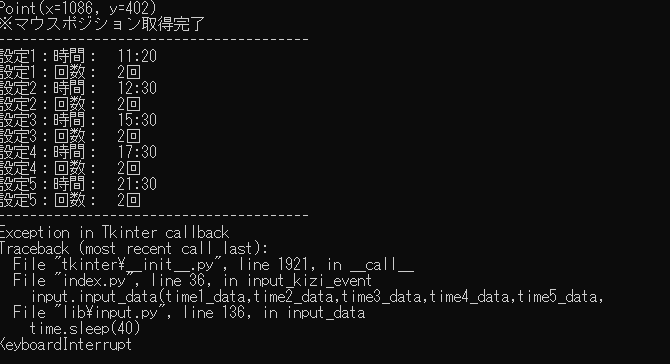 Point(x=1086, y=402)
※マウスポジション取得完了
---------------------------------------
設定1：時間： 11:20
設定1：回数： 2回
設定2：時間： 12:30
設定2：回数： 2回
設定3：時間： 15:30
設定3：回数： 2回
設定4：時間： 17:30
設定4：回数： 2回
設定5：時間： 21:30
設定5：回数： 2回
---------------------------------------
Exception in Tkinter callback
Traceback (most recent call last):
  File "tkinter¥__init__.py", line 1921, in __call__
  File "index.py", line 36, in input_kizi_event
    input.input_data(time1_data,time2_data,time3_data,time4_data,time5_data,
  File "lib¥input.py", line 136, in input_data
    time.sleep(40)
KeyboardInterrupt